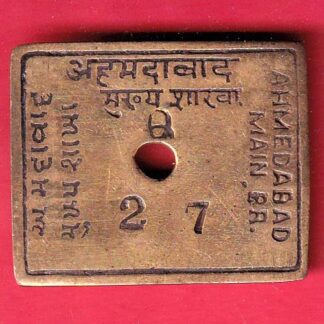 अहमदावाद
मुख्य शाखा
અમદાવાદ
મુખ્ય શાખા
AHMEDABAD
MAIN BR.
B
2 7